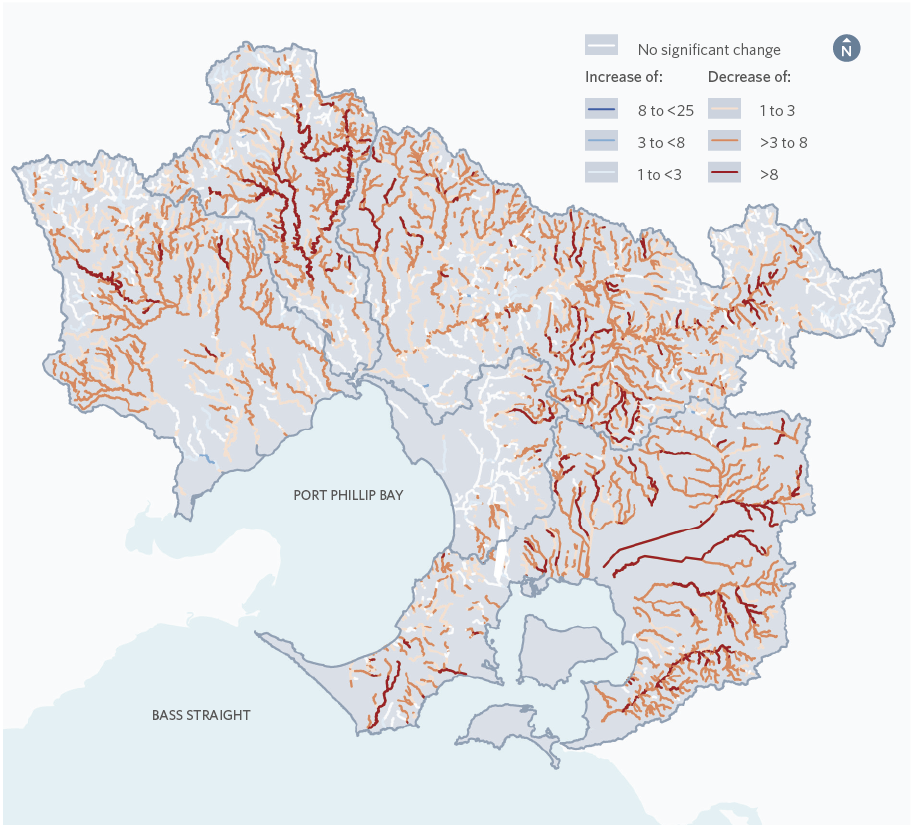 No significant change
N
Increase of:
Decrease of:
8 to <25
1 to 3
3 to <8
>3 to 8
1 to <3
>8
PORT PHILLIP BAY
BASS STRAIGHT